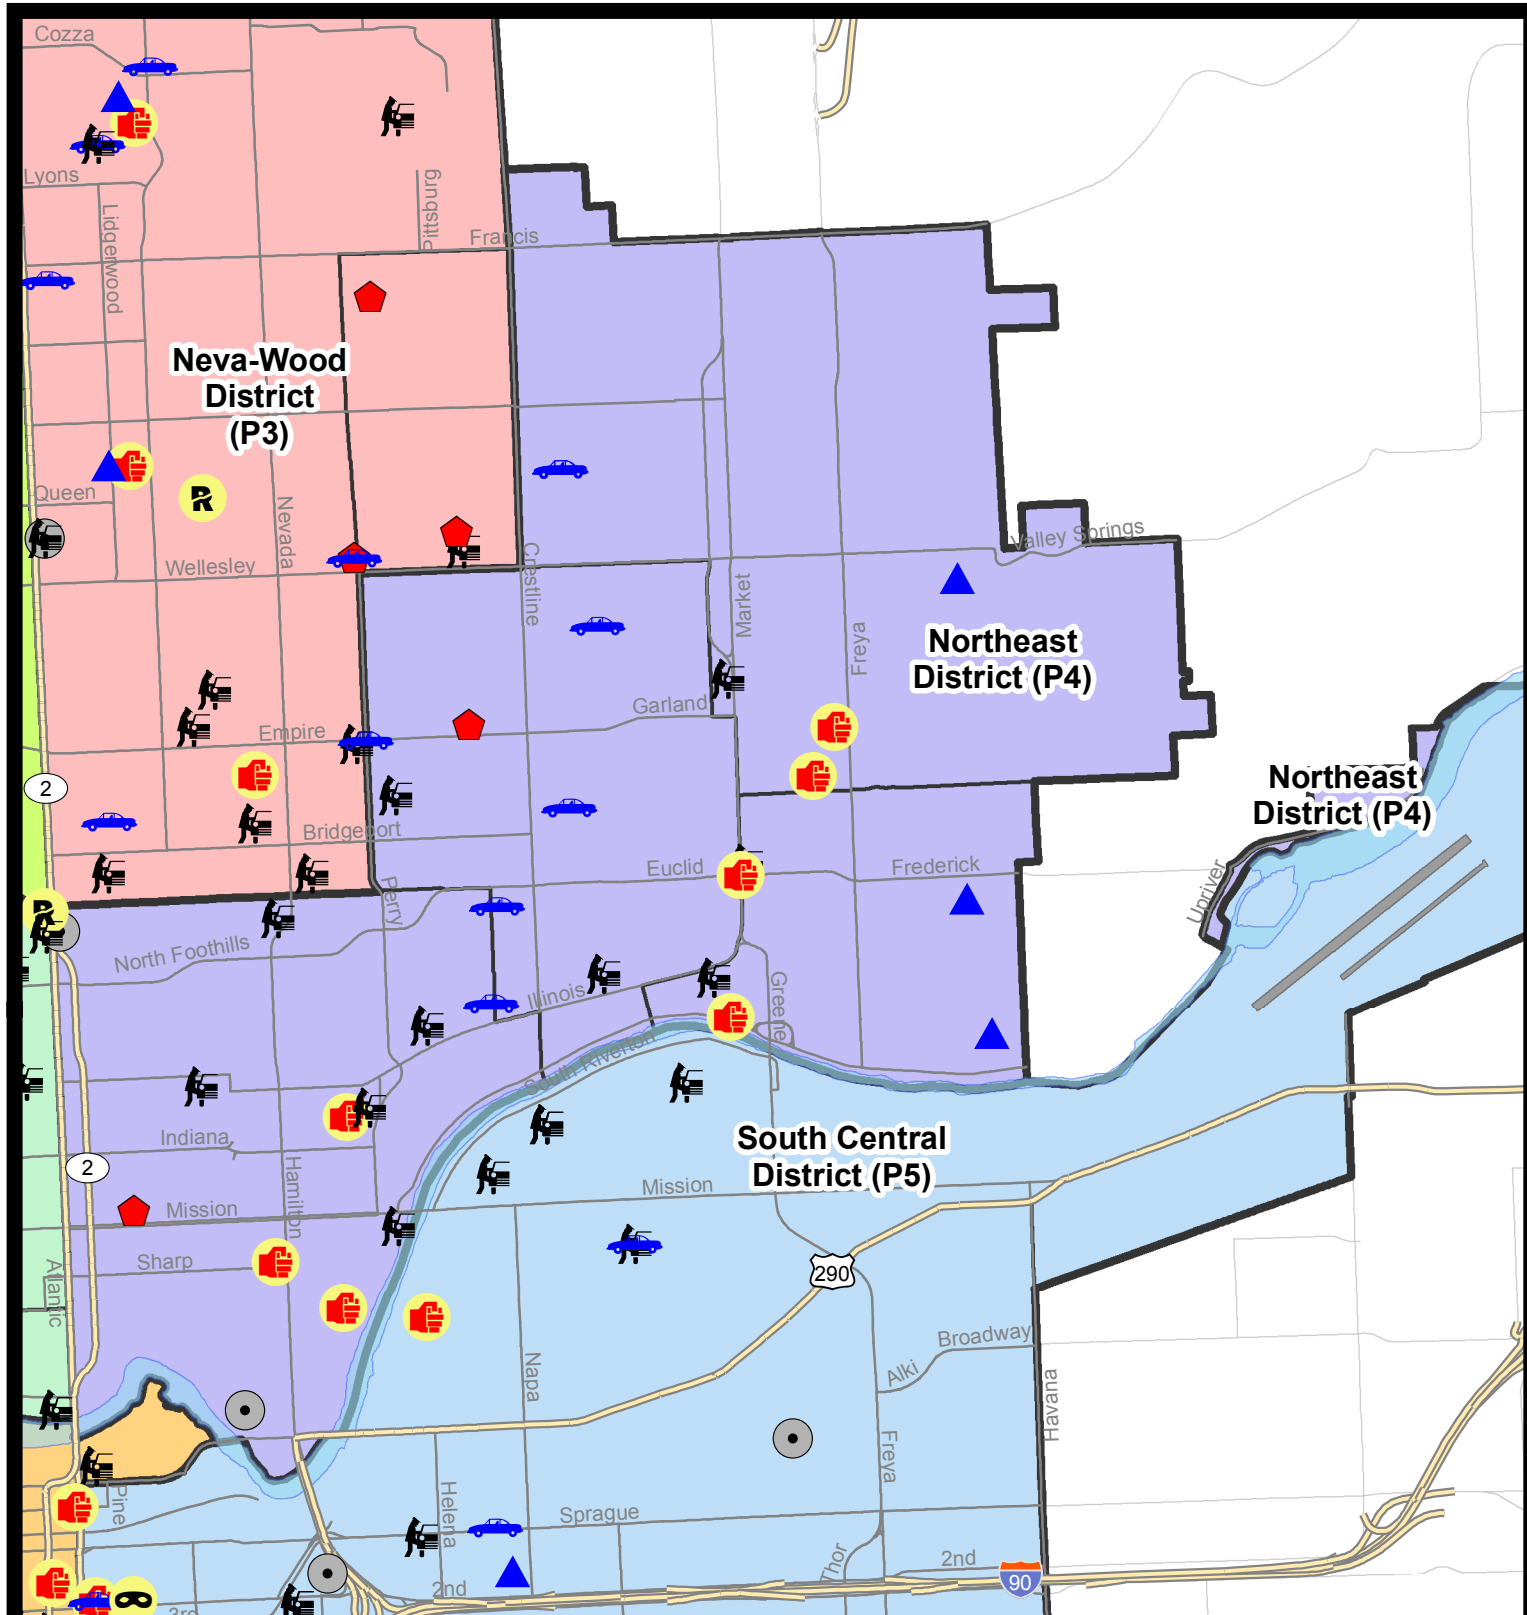 Cozza
Lyons
Lidgerwood
Pittsburg
Francis
Neva-Wood
District
(P3)
Queen
R
Nevada
Wellesley
Crestline
Market
Valley Springs
Freya
Northeast
District (P4)
Garland
Empire
2
Bridgeport
Northeast
District (P4)
Euclid
Frederick
Perry
Upriver
R
North Foothills
Illinois
Greene
South Riverton
Indiana
2
South Central
District (P5)
Hamilton
Mission
Mission
Sharp
Atlantic
290
Broadway
Alki
Napa
Havana
Freya
Helena
Pine
Sprague
Thor
2nd
90
2nd
3rd